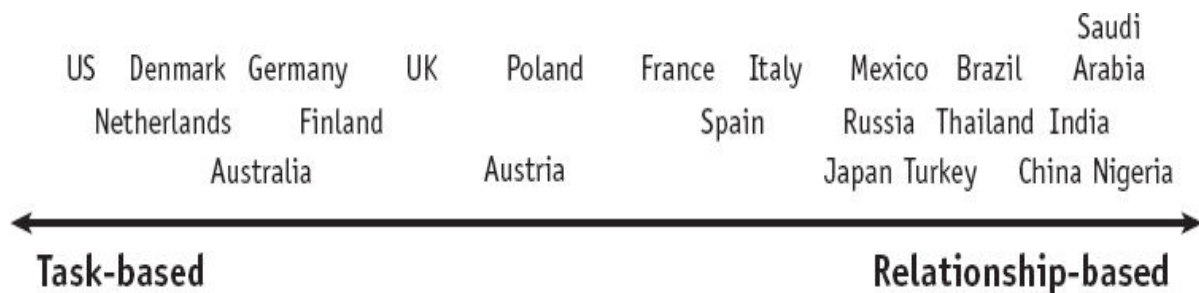 Saudi
US Denmark Germany UK Poland France Italy Mexico Brazil Arabia
Netherlands Finland Spain Russia Thailand India
Australia Austria Japan Turkey China Nigeria
Task-based Relationship-based